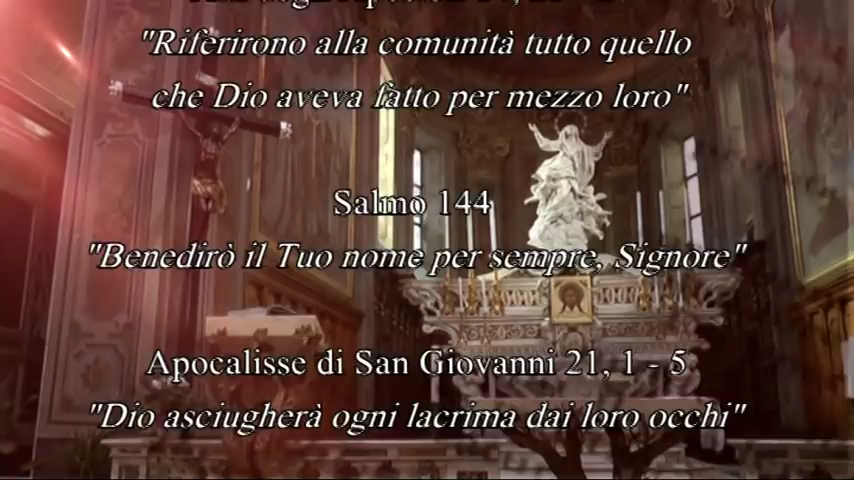 "Riferirono alla comunità tutto quello
che Dio aveva fatto per mezzo loro"
Salmo 144
"Benedirò il Tuo nome per sempre, Signore"
Apocalisse di San Giovanni 21, 1 - 5
"Dio asciugherà ogni lacrima dai loro occhi"